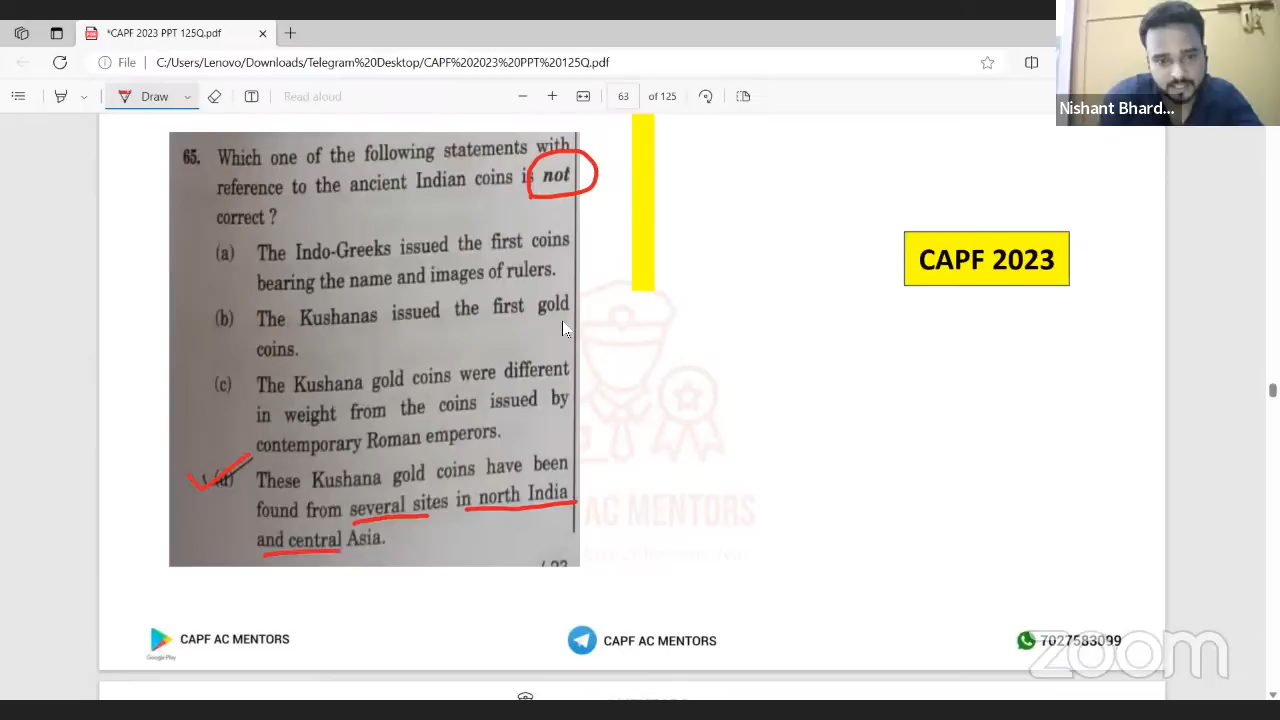 *CAPF 2023 PPT 125Q.pdf
File
C:/Users/Lenovo/Downloads/Telegram%20Desktop/CAPF%202023%20PPT%20125Q.pdf
Draw
Read aloud
63
of 125
Nishant Bhard...
65. Which one of the following statements with
reference to the ancient Indian coins is not
correct ?
(a) The Indo-Greeks issued the first coins
bearing the name and images of rulers.
(b) The Kushanas issued the first gold
coins.
(c) The Kushana gold coins were different
in weight from the coins issued by
contemporary Roman emperors.
(d) These Kushana gold coins have been
found from several sites in north India
and central Asia.
CAPF 2023
AC MENTORS
Google Play
CAPF AC MENTORS
CAPF AC MENTORS
7027583099
zoom